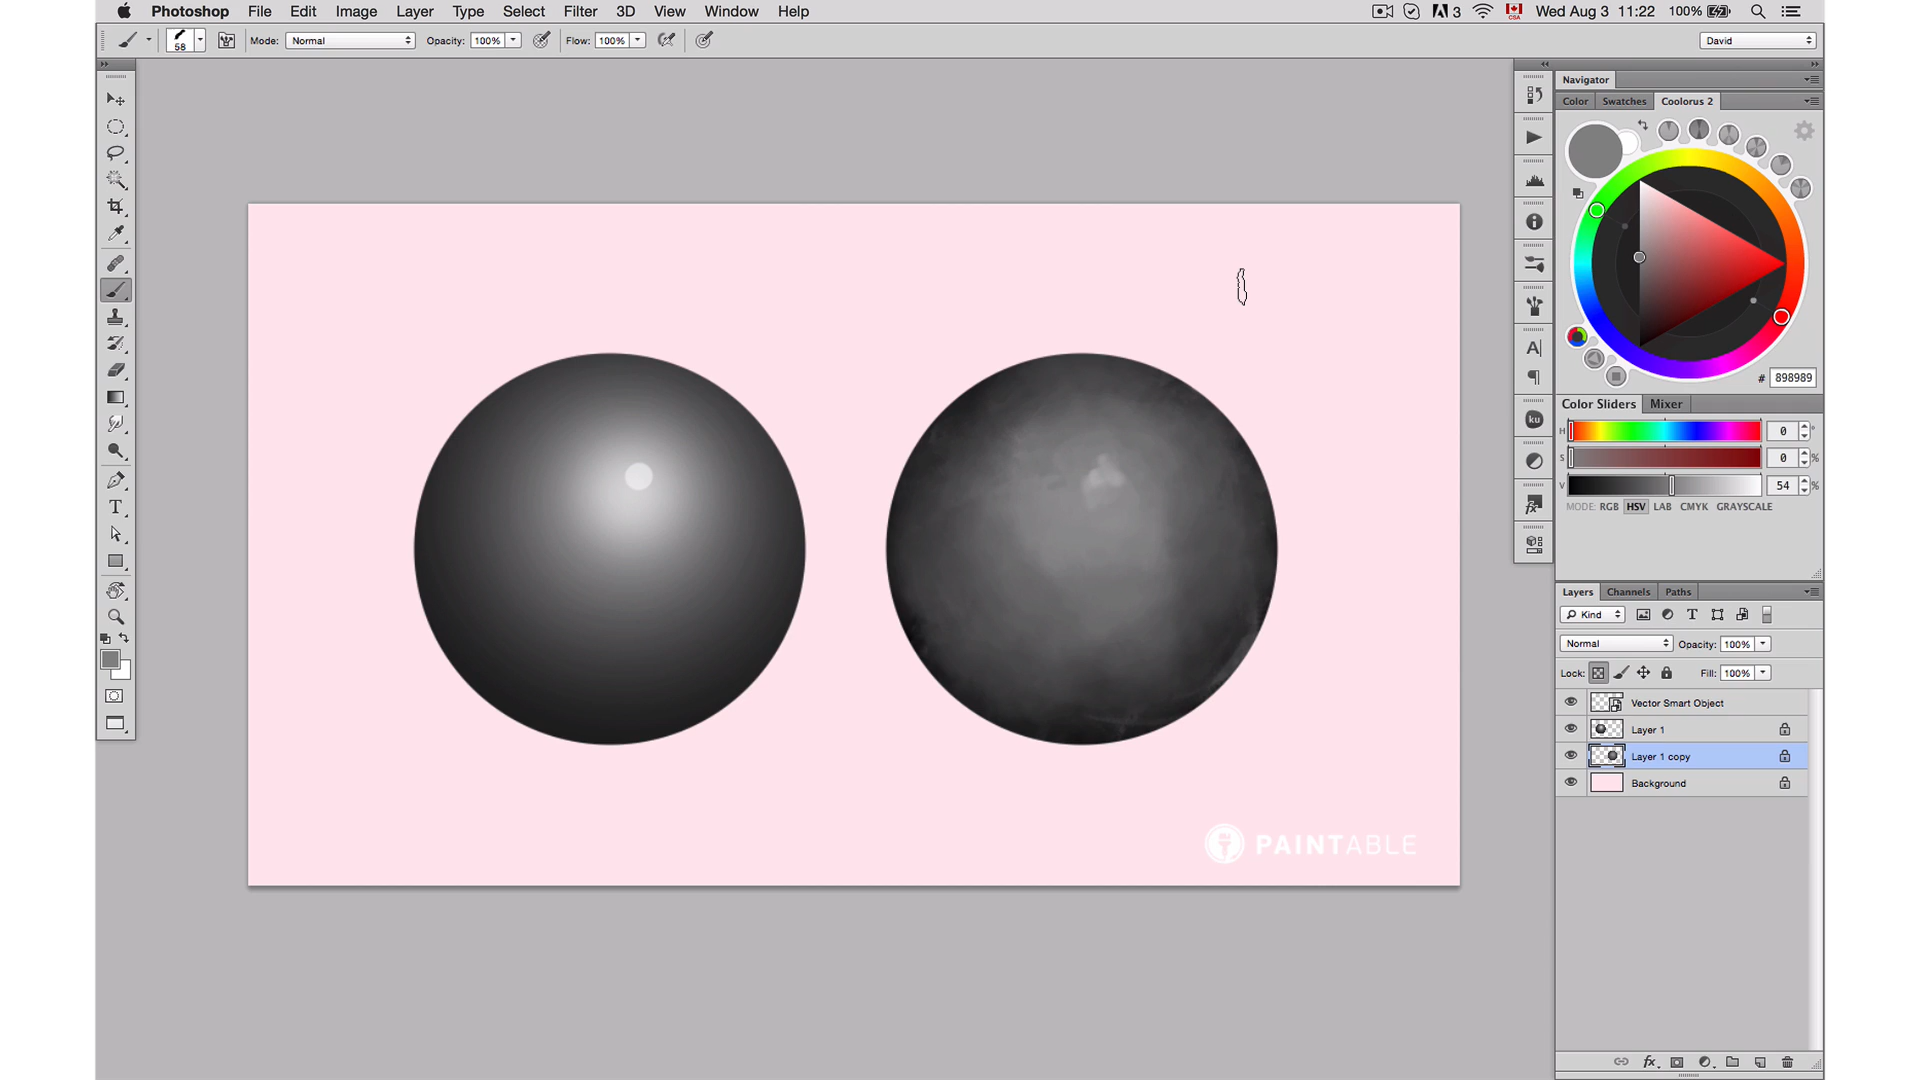 Photoshop File Edit Image Layer Type Select Filter 3D View Window Help 3 Wed Aug 3 11:22 100%
58 Mode: Normal Opacity: 100% Flow: 100% David
Navigator
Color Swatches Coolorus 2
# 898989
Color Sliders Mixer
H 0 °
S 0 %
V 54 %
MODE: RGB HSV LAB CMYK GRAYSCALE
Layers Channels Paths
Kind
Normal Opacity: 100%
Lock: Fill: 100%
Vector Smart Object
Layer 1
Layer 1 copy
Background
PAINTABLE